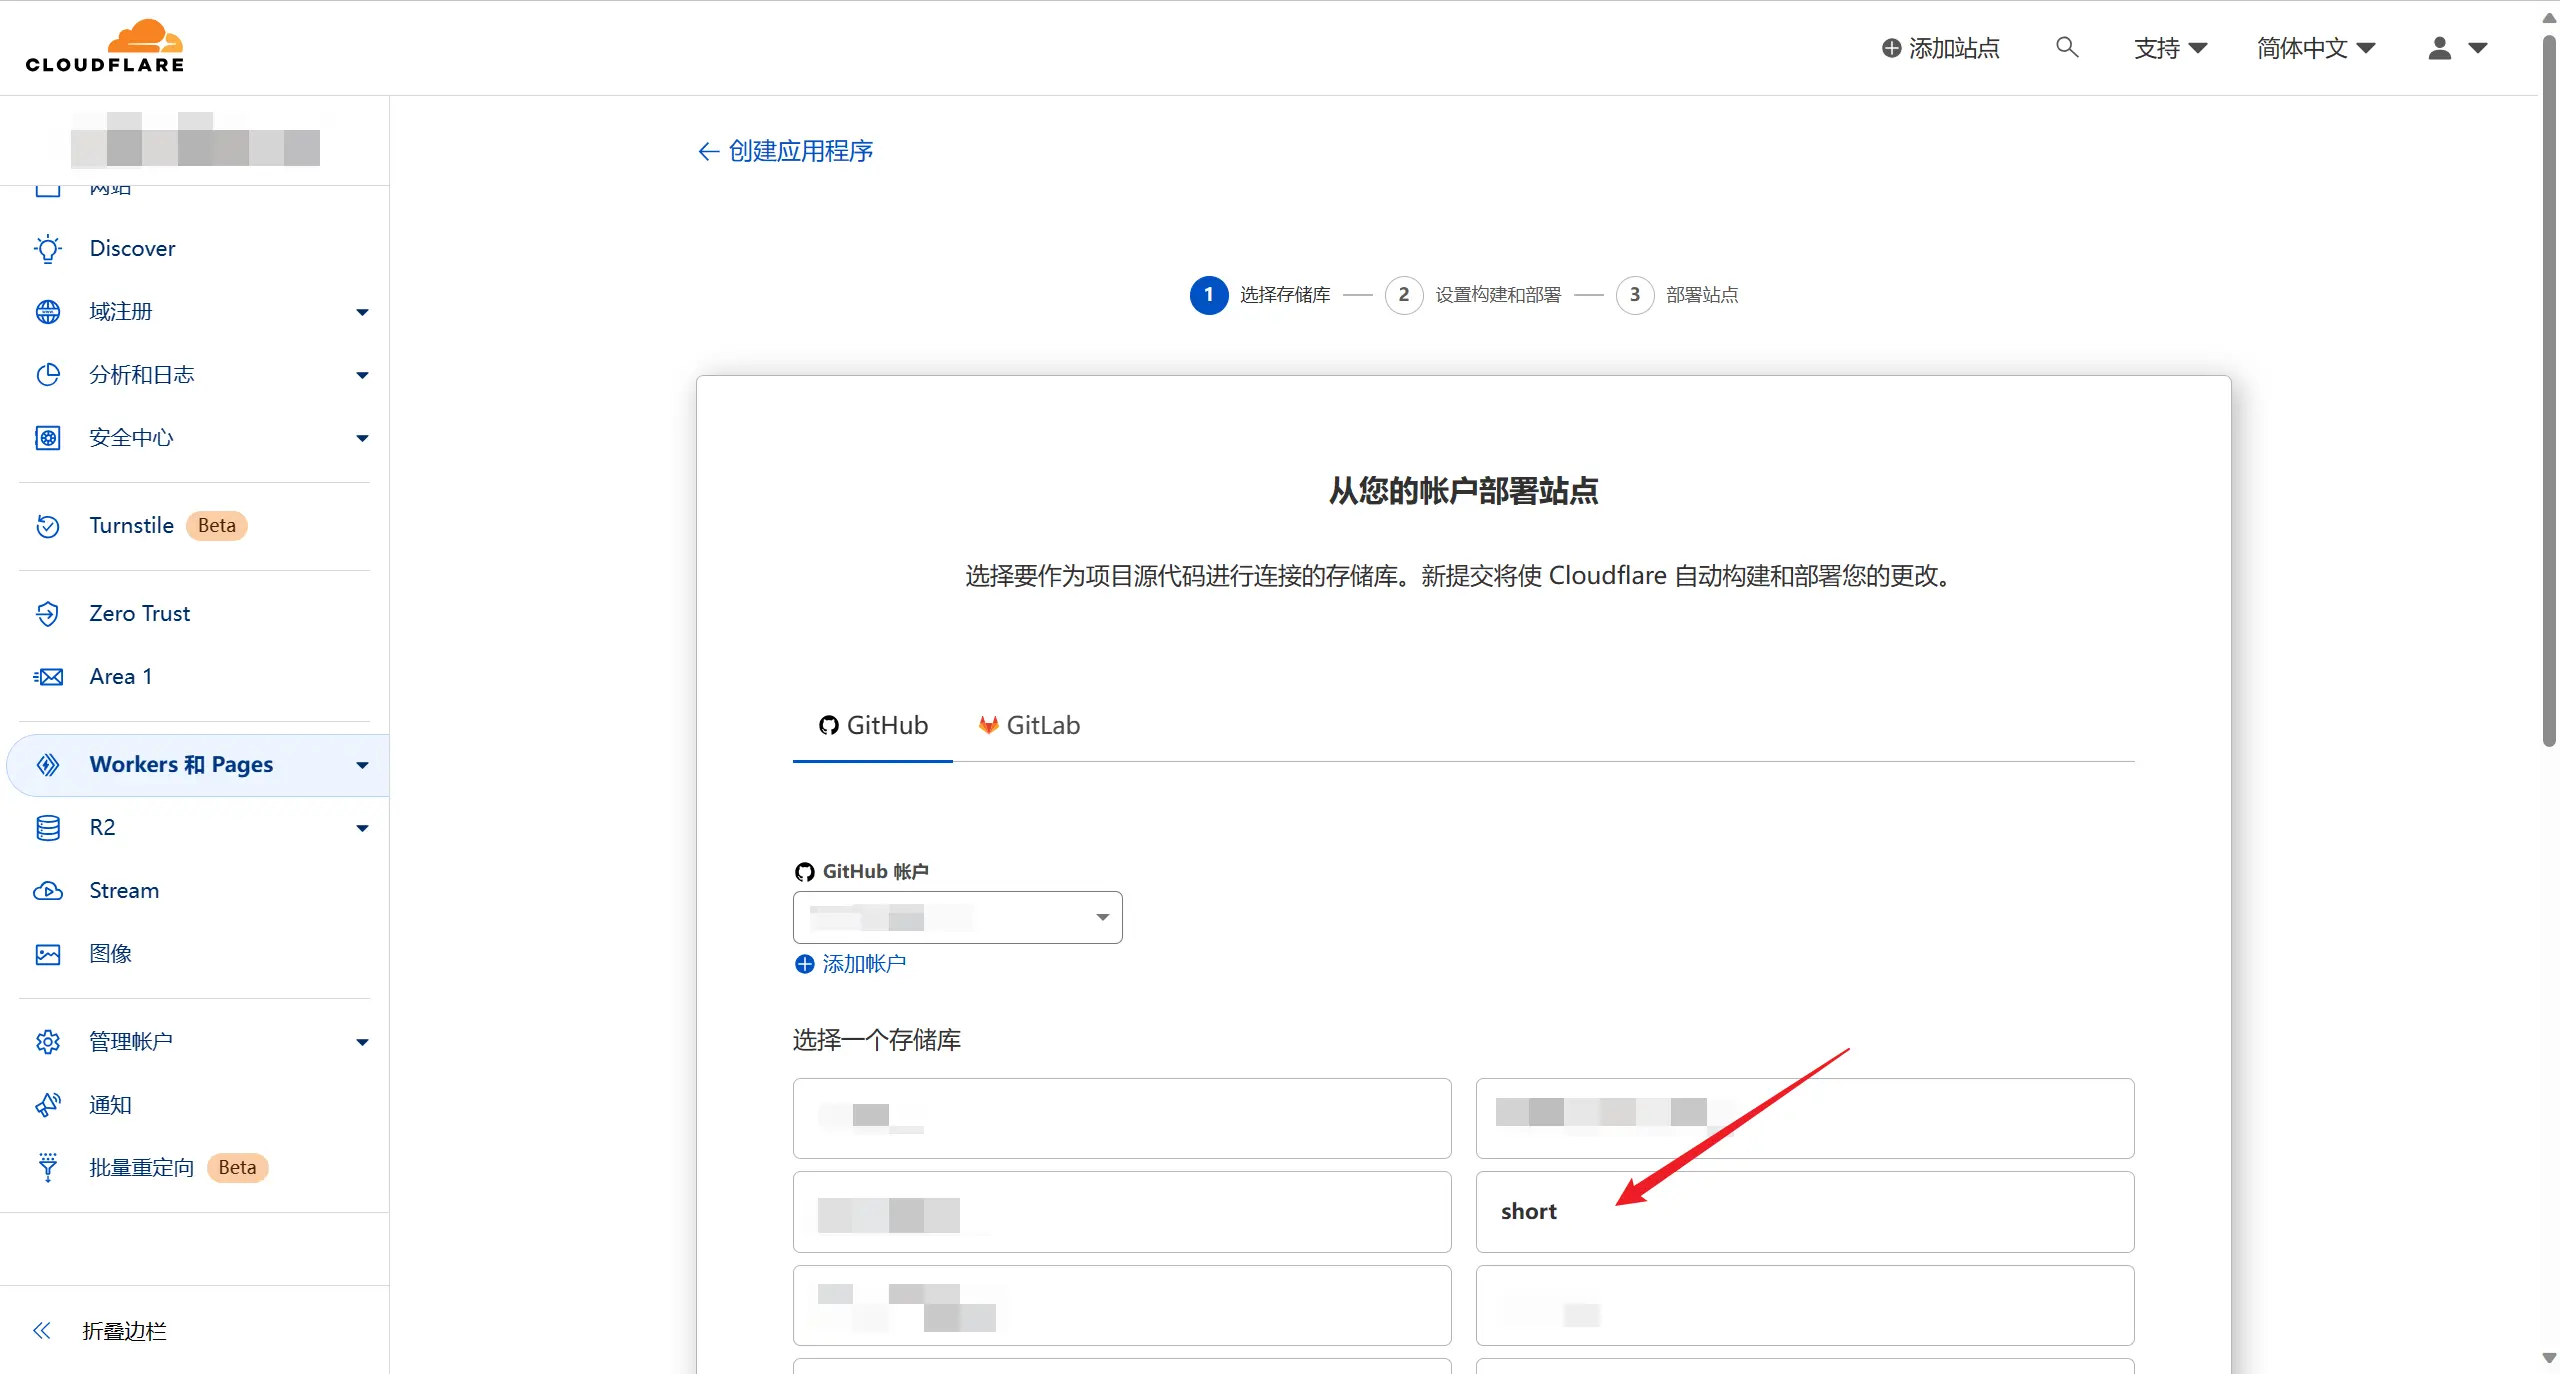 CLOUDFLARE
添加站点
支持
简体中文
网站
Discover
域注册
分析和日志
安全中心
Turnstile Beta
Zero Trust
Area 1
Workers 和 Pages
R2
Stream
图像
管理帐户
通知
批量重定向 Beta
折叠边栏
创建应用程序
1 选择存储库 2 设置构建和部署 3 部署站点
从您的帐户部署站点
选择要作为项目源代码进行连接的存储库。新提交将使 Cloudflare 自动构建和部署您的更改。
GitHub GitLab
GitHub 帐户
添加帐户
选择一个存储库
short